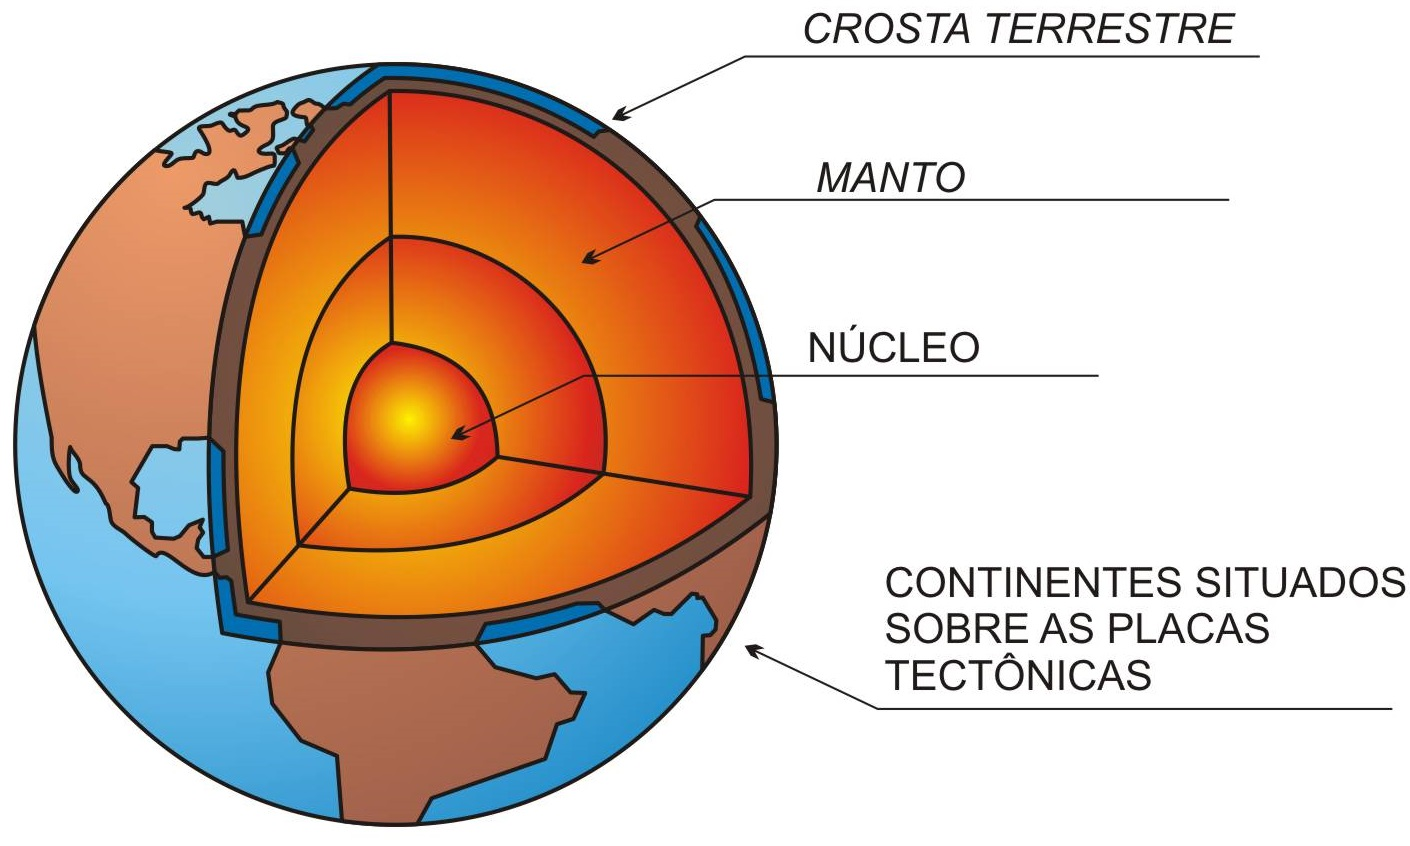 CROSTA TERRESTRE
MANTO
NÚCLEO
CONTINENTES SITUADOS
SOBRE AS PLACAS
TECTÔNICAS